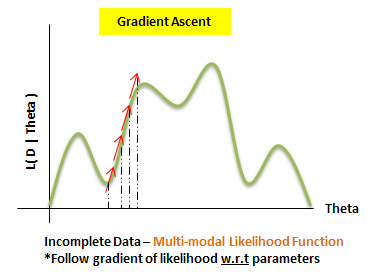 Gradient Ascent
L( D | Theta )
Theta
Incomplete Data – Multi-modal Likelihood Function
*Follow gradient of likelihood w.r.t parameters